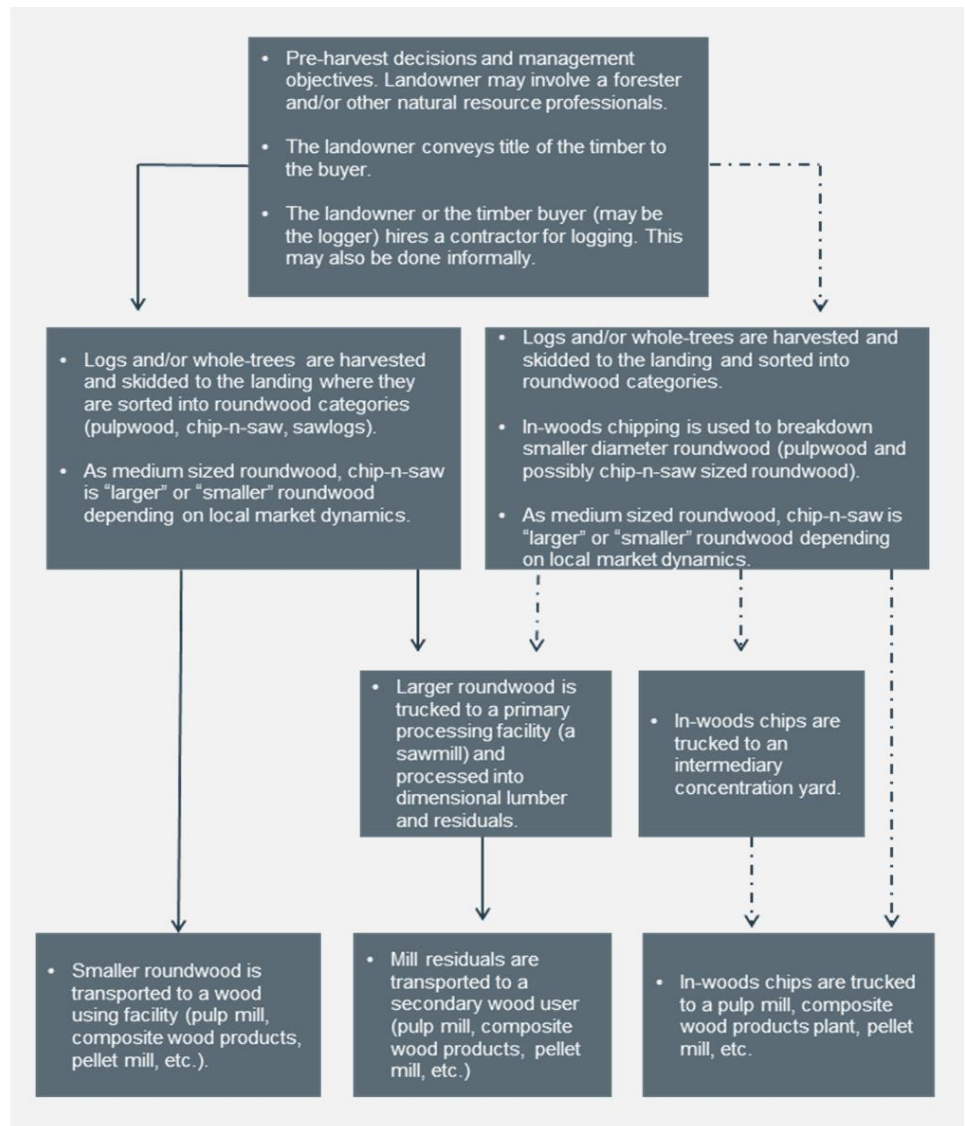 • Pre-harvest decisions and management
objectives. Landowner may involve a forester
and/or other natural resource professionals.
• The landowner conveys title of the timber to
the buyer.
• The landowner or the timber buyer (may be
the logger) hires a contractor for logging. This
may also be done informally.
• Logs and/or whole-trees are harvested
and skidded to the landing where they
are sorted into roundwood categories
(pulpwood, chip-n-saw, sawlogs).
• As medium sized roundwood, chip-n-saw
is “larger” or “smaller” roundwood
depending on local market dynamics.
• Logs and/or whole-trees are harvested and
skidded to the landing and sorted into
roundwood categories.
• In-woods chipping is used to breakdown
smaller diameter roundwood (pulpwood and
possibly chip-n-saw sized roundwood).
• As medium sized roundwood, chip-n-saw is
“larger” or “smaller” roundwood depending
on local market dynamics.
• Larger roundwood is
trucked to a primary
processing facility (a
sawmill) and
processed into
dimensional lumber
and residuals.
• In-woods chips are
trucked to an
intermediary
concentration yard.
• Smaller roundwood is
transported to a wood
using facility (pulp mill,
composite wood products,
pellet mill, etc.).
• Mill residuals are
transported to a
secondary wood user
(pulp mill, composite
wood products, pellet
mill, etc.)
• In-woods chips are trucked
to a pulp mill, composite
wood products plant, pellet
mill, etc.